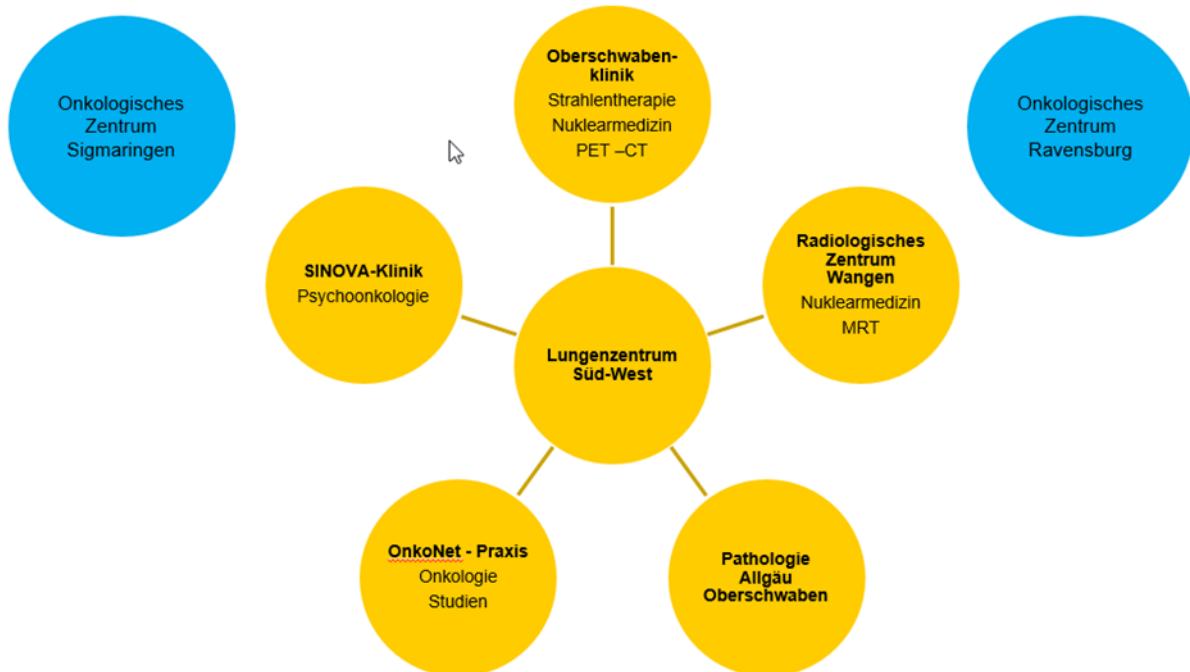 Onkologisches
Zentrum
Sigmaringen
Oberschwaben-
klinik
Strahlentherapie
Nuklearmedizin
PET –CT
Onkologisches
Zentrum
Ravensburg
SINOVA-Klinik
Psychoonkologie
Radiologisches
Zentrum
Wangen
Nuklearmedizin
MRT
Lungenzentrum
Süd-West
OnkoNet - Praxis
Onkologie
Studien
Pathologie
Allgäu
Oberschwaben